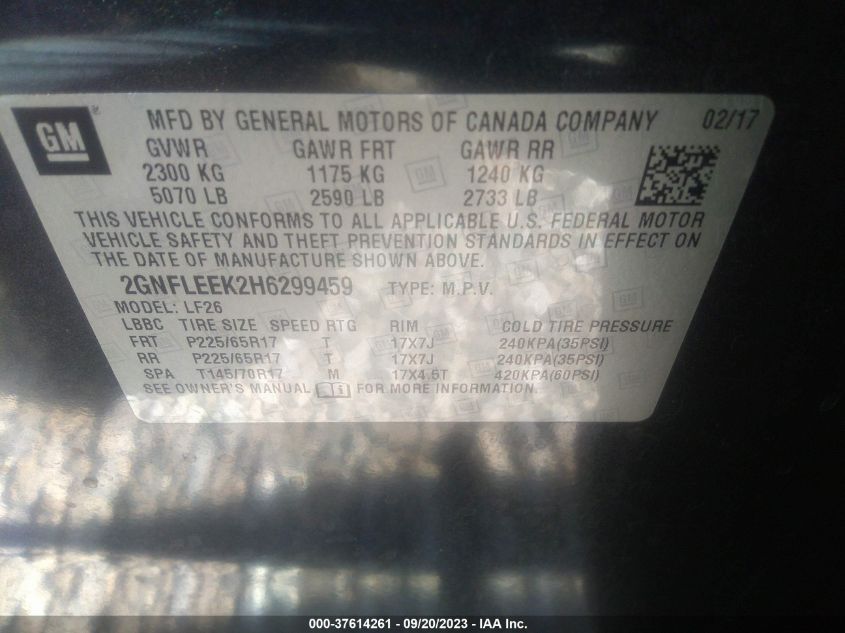 GM ® MFD BY GENERAL MOTORS OF CANADA COMPANY 02/17
GVWR GAWR FRT GAWR RR
2300 KG 1175 KG 1240 KG
5070 LB 2590 LB 2733 LB
THIS VEHICLE CONFORMS TO ALL APPLICABLE U.S. FEDERAL MOTOR
VEHICLE SAFETY AND THEFT PREVENTION STANDARDS IN EFFECT ON
THE DATE OF MANUFACTURE SHOWN ABOVE.
2GNFLEEK2H6299459 TYPE: M.P.V.
MODEL: LF26
LBBC TIRE SIZE SPEED RTG RIM COLD TIRE PRESSURE
FRT P225/65R17 T 17X7J 240KPA(35PSI)
RR P225/65R17 T 17X7J 240KPA(35PSI)
SPA T145/70R17 M 17X4.5T 420KPA(60PSI)
SEE OWNER'S MANUAL FOR MORE INFORMATION.
000-37614261 - 09/20/2023 - IAA Inc.